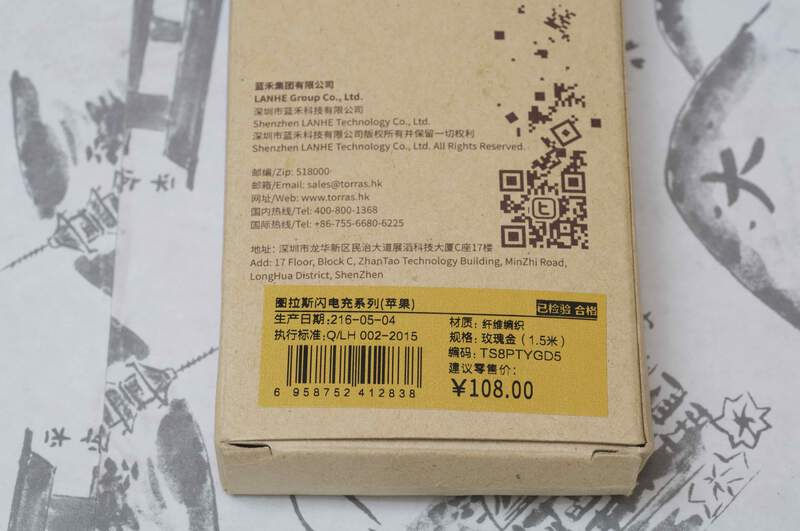 蓝禾集团有限公司
LANHE Group Co., Ltd.
深圳市蓝禾科技有限公司
Shenzhen LANHE Technology Co., Ltd.
深圳市蓝禾科技有限公司版权所有并保留一切权利
Shenzhen LANHE Technology Co., Ltd. All Rights Reserved.
邮编/Zip: 518000
邮箱/Email: sales@torras.hk
网址/Web: www.torras.hk
国内热线/Tel: 400-800-1368
国际热线/Tel: +86-755-6680-6225
地址: 深圳市龙华新区民治大道展滔科技大厦C座17楼
Add: 17 Floor, Block C, ZhanTao Technology Building, MinZhi Road,
LongHua District, ShenZhen
图拉斯闪电充系列(苹果)
已检验 合格
生产日期:216-05-04
执行标准:Q/LH 002-2015
6 958752 412838
材质: 纤维编织
规格: 玫瑰金（1.5米）
编码: TS8PTYGD5
建议零售价:
¥108.00